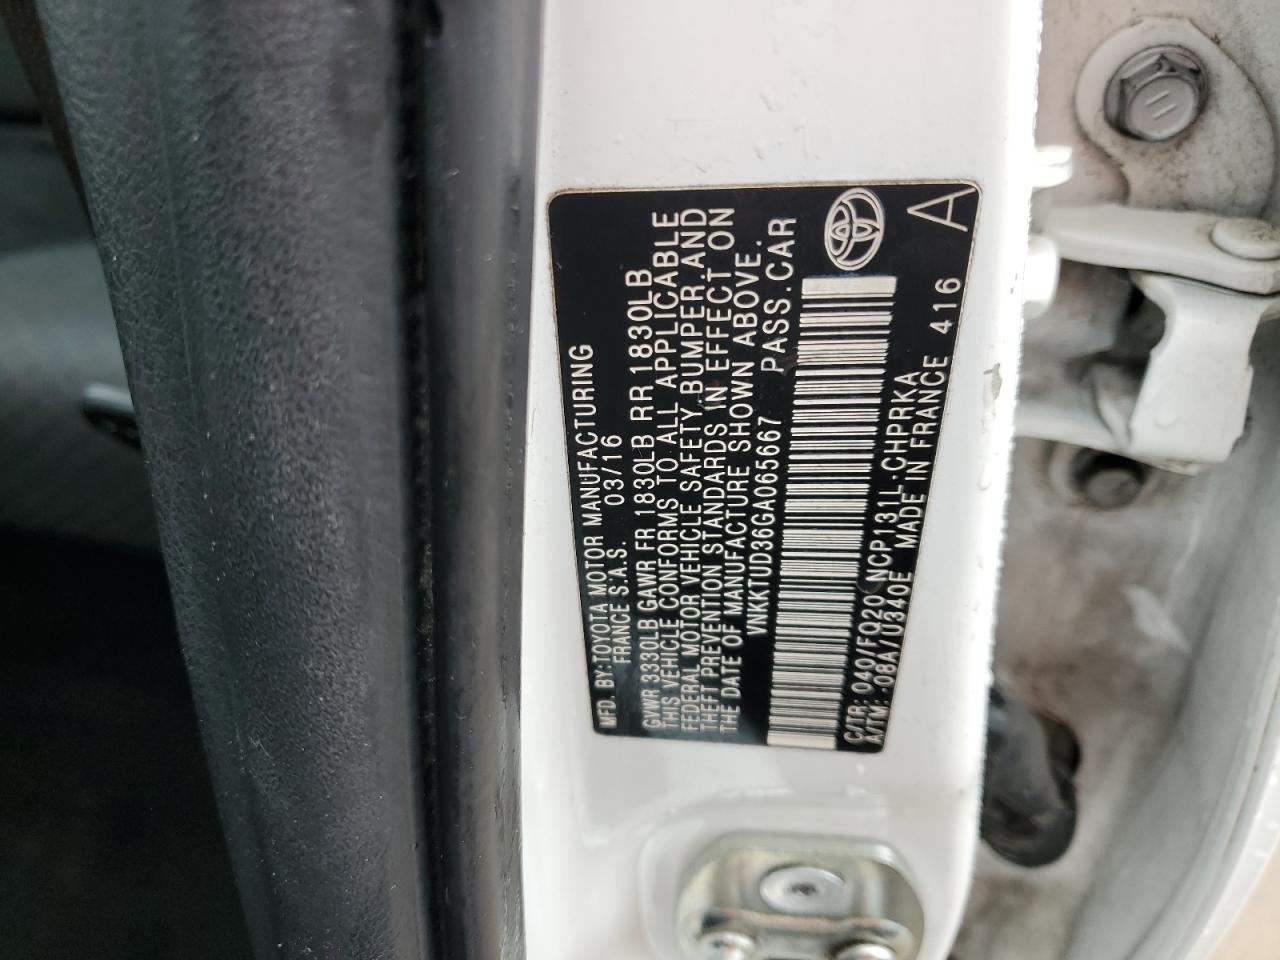 MFD. BY: TOYOTA MOTOR MANUFACTURING
FRANCE S.A.S. 03/16
GVWR 3330LB GAWR FR 1830LB RR 1830LB
THIS VEHICLE CONFORMS TO ALL APPLICABLE
FEDERAL MOTOR VEHICLE SAFETY, BUMPER, AND
THEFT PREVENTION STANDARDS IN EFFECT ON
THE DATE OF MANUFACTURE SHOWN ABOVE.
VNKKTUD36GA065667 PASS.CAR
C/TR: 040/FQ20 NCP131L-CHPRKA
A/TM: -08A/U340E MADE IN FRANCE 416
A